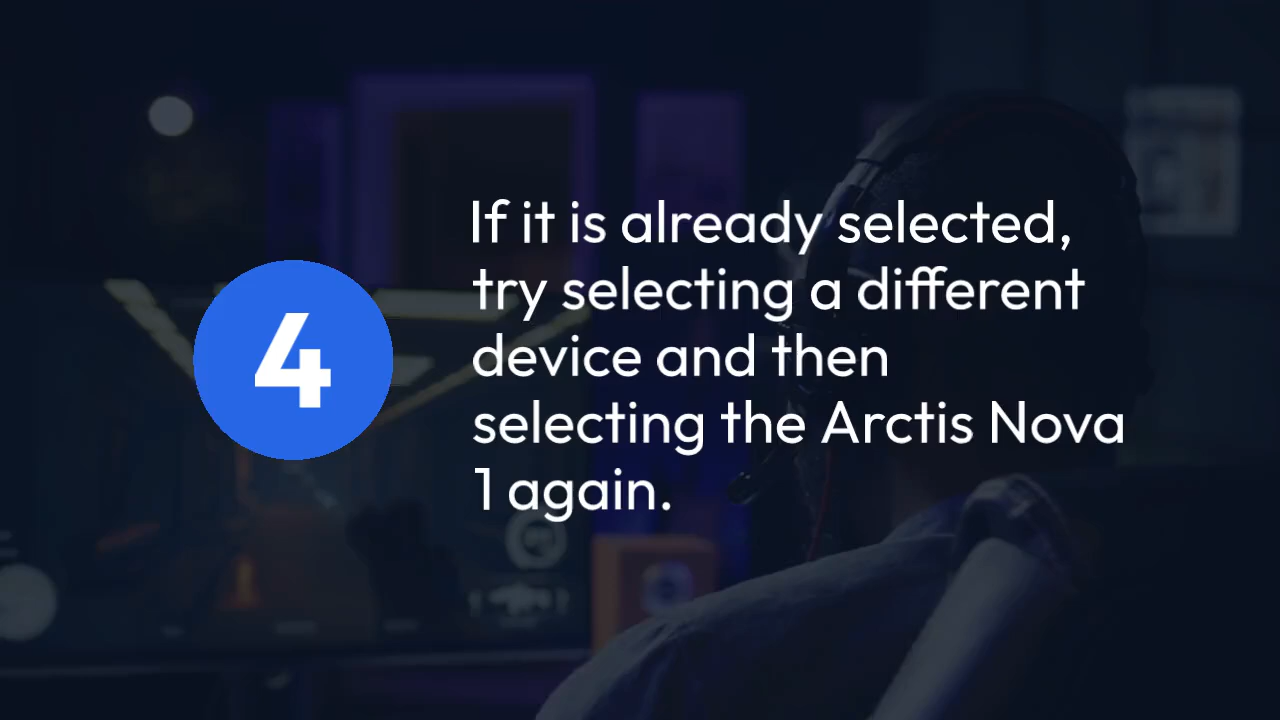 4
If it is already selected,
try selecting a different
device and then
selecting the Arctis Nova
1 again.